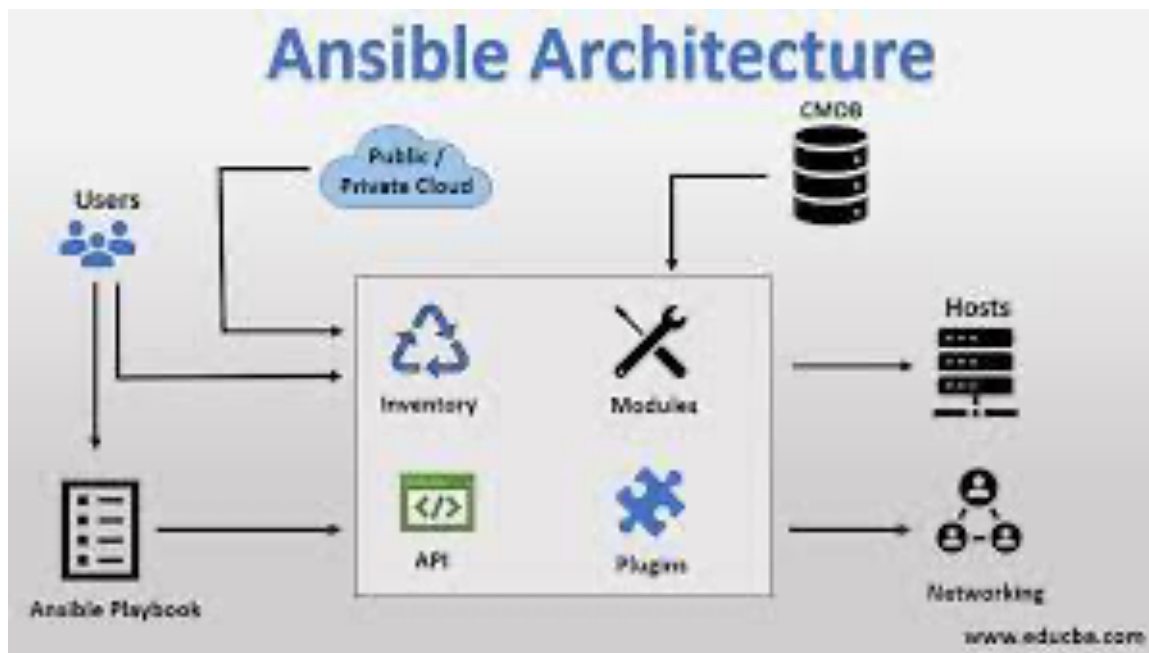 Ansible Architecture
CMDB
Public /
Private Cloud
Users
Hosts
Inventory
Modules
API
Plugins
Ansible Playbook
Networking
www.educba.com